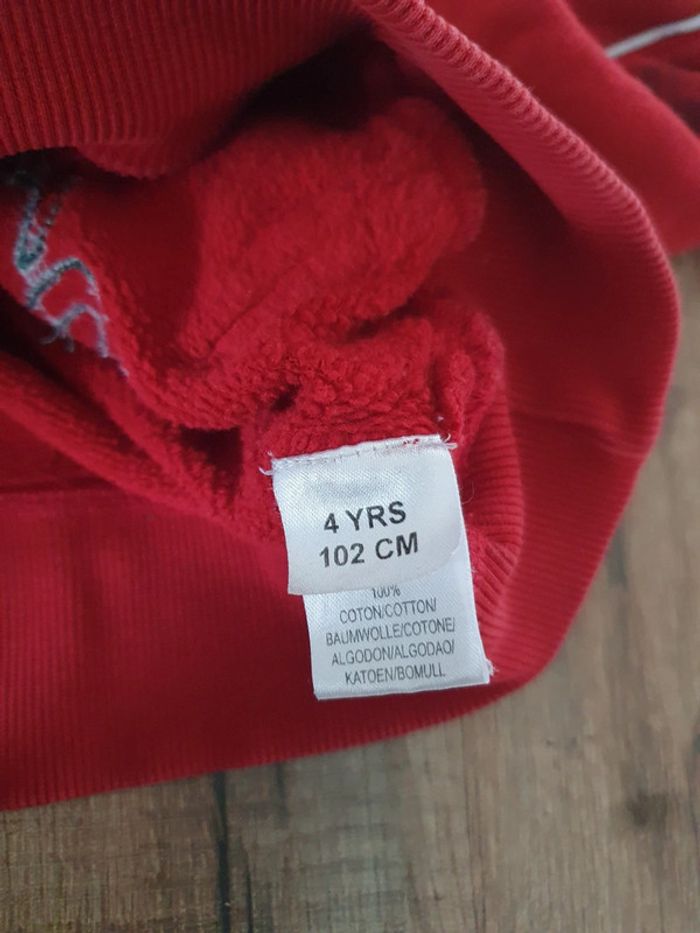 4 YRS
102 CM
100%
COTON/COTTON/
BAUMWOLLE/COTONE/
ALGODON/ALGODAO/
KATOEN/BOMULL